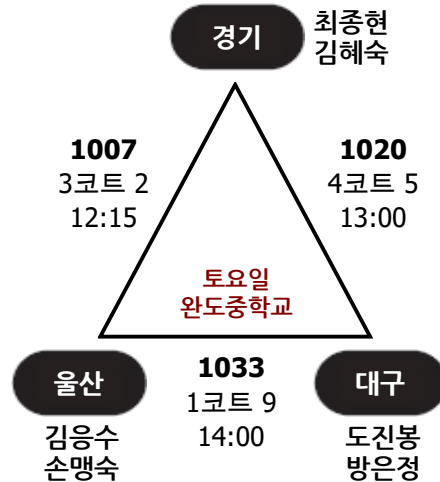 경기
최종현
김혜숙
1007
3코트 2
12:15
1020
4코트 5
13:00
토요일
완도중학교
울산
김응수
손맹숙
1033
1코트 9
14:00
대구
도진봉
방은정